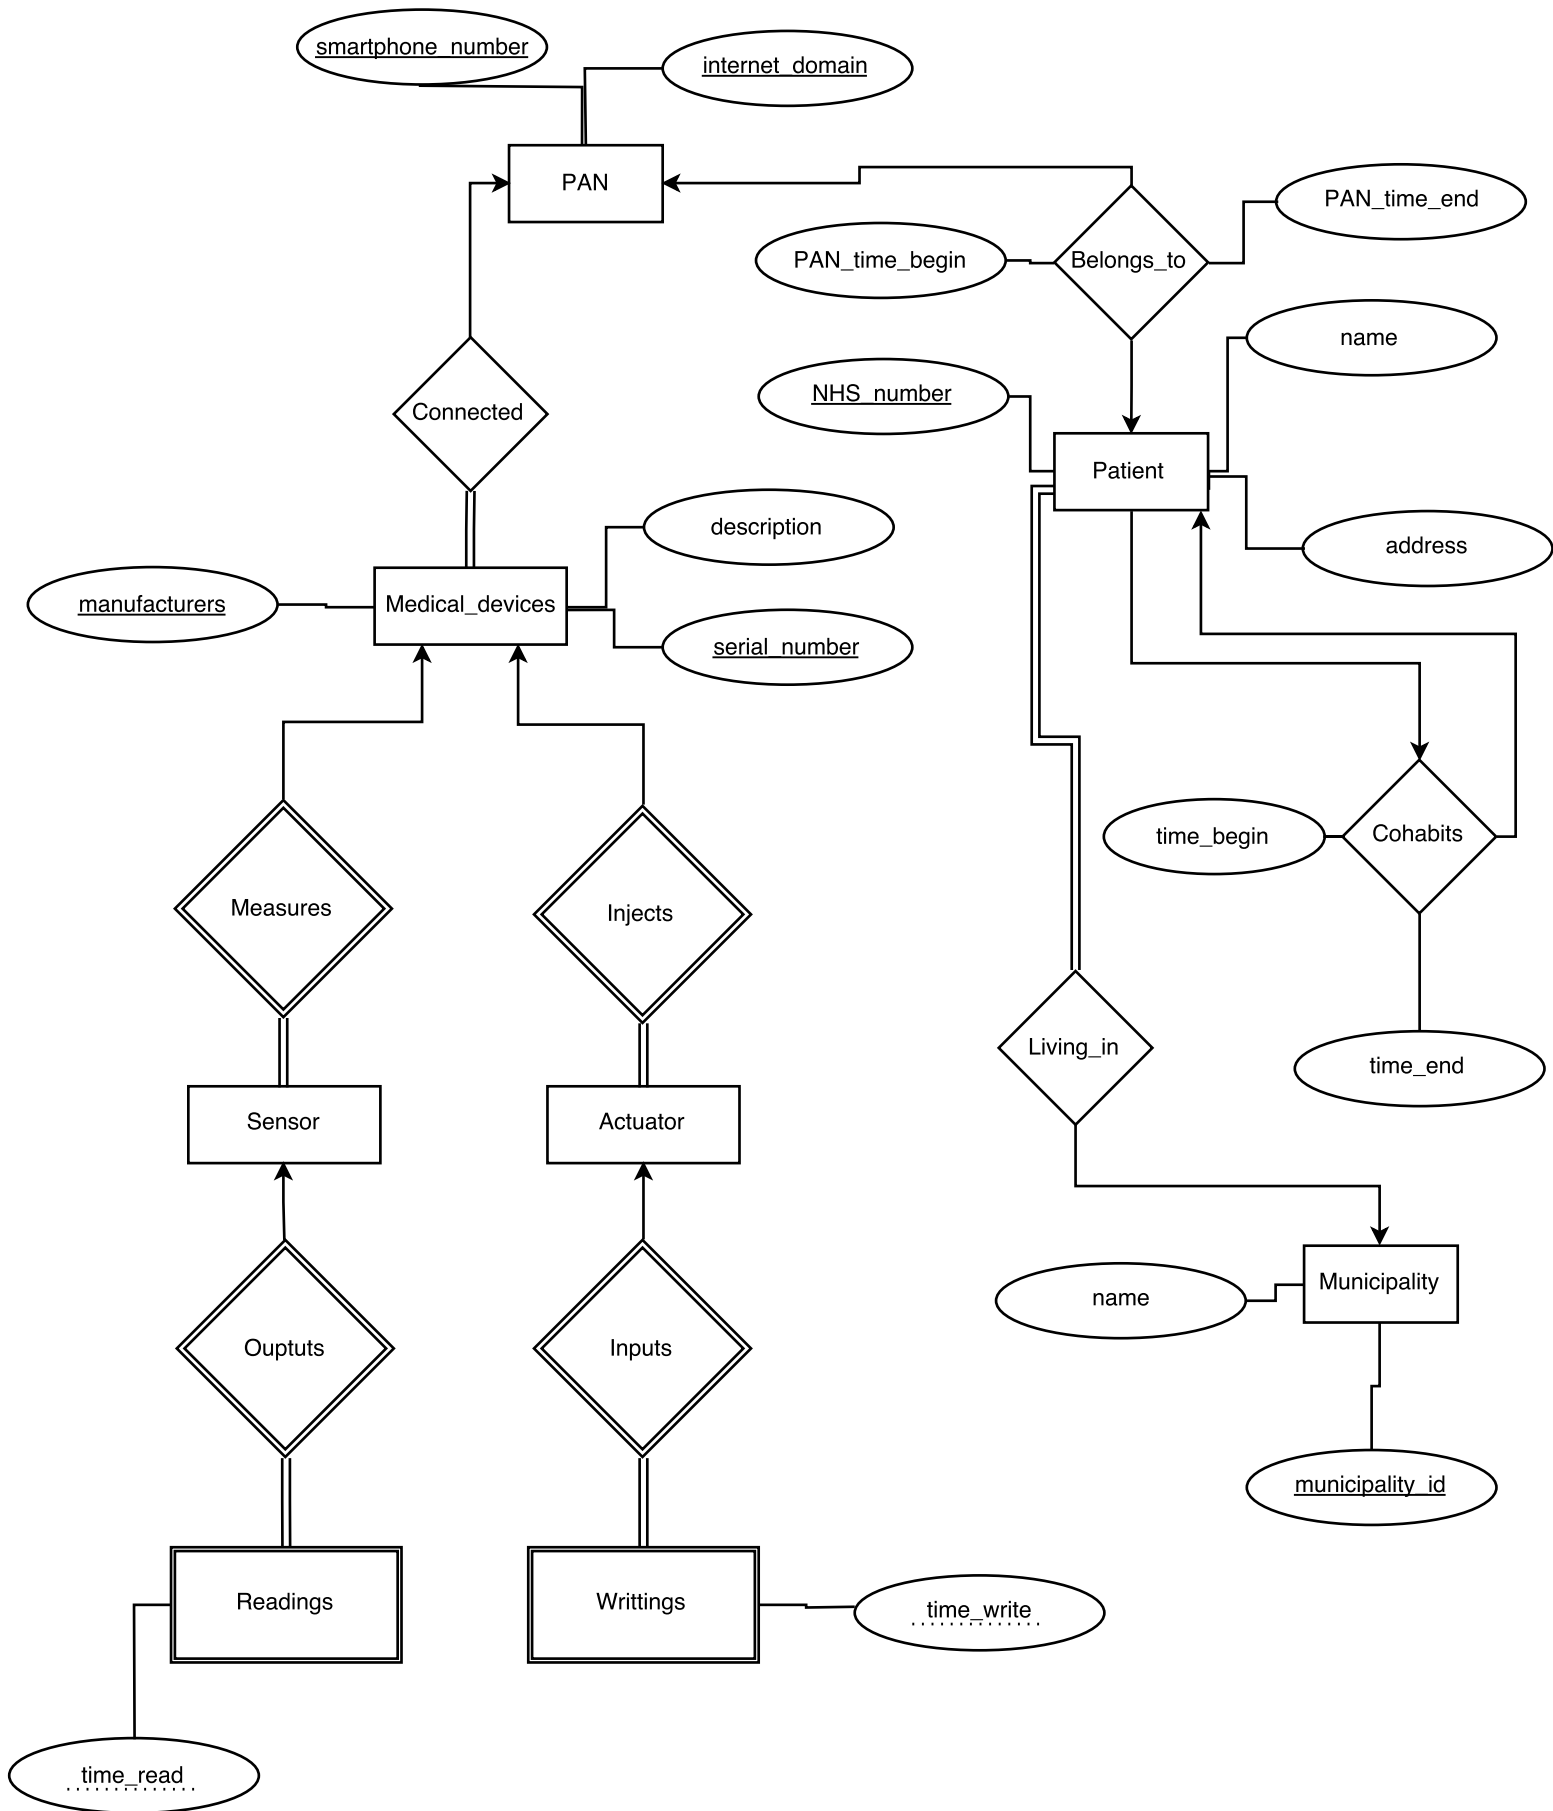 smartphone_number
internet_domain
PAN
PAN_time_end
PAN_time_begin
Belongs_to
name
NHS_number
Connected
Patient
description
address
manufacturers
Medical_devices
serial_number
time_begin
Cohabits
Measures
Injects
Living_in
time_end
Sensor
Actuator
Municipality
name
Ouptuts
Inputs
municipality_id
Readings
Writtings
time_write
time_read